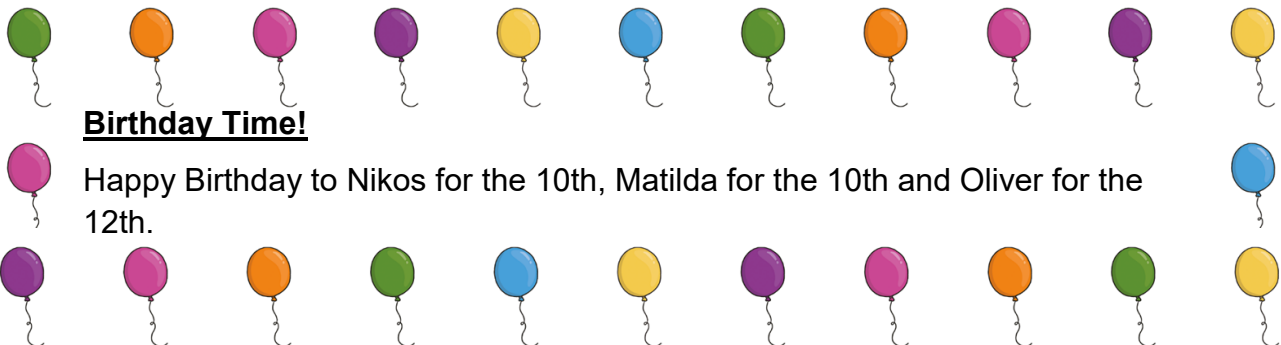 Birthday Time!
Happy Birthday to Nikos for the 10th, Matilda for the 10th and Oliver for the
12th.